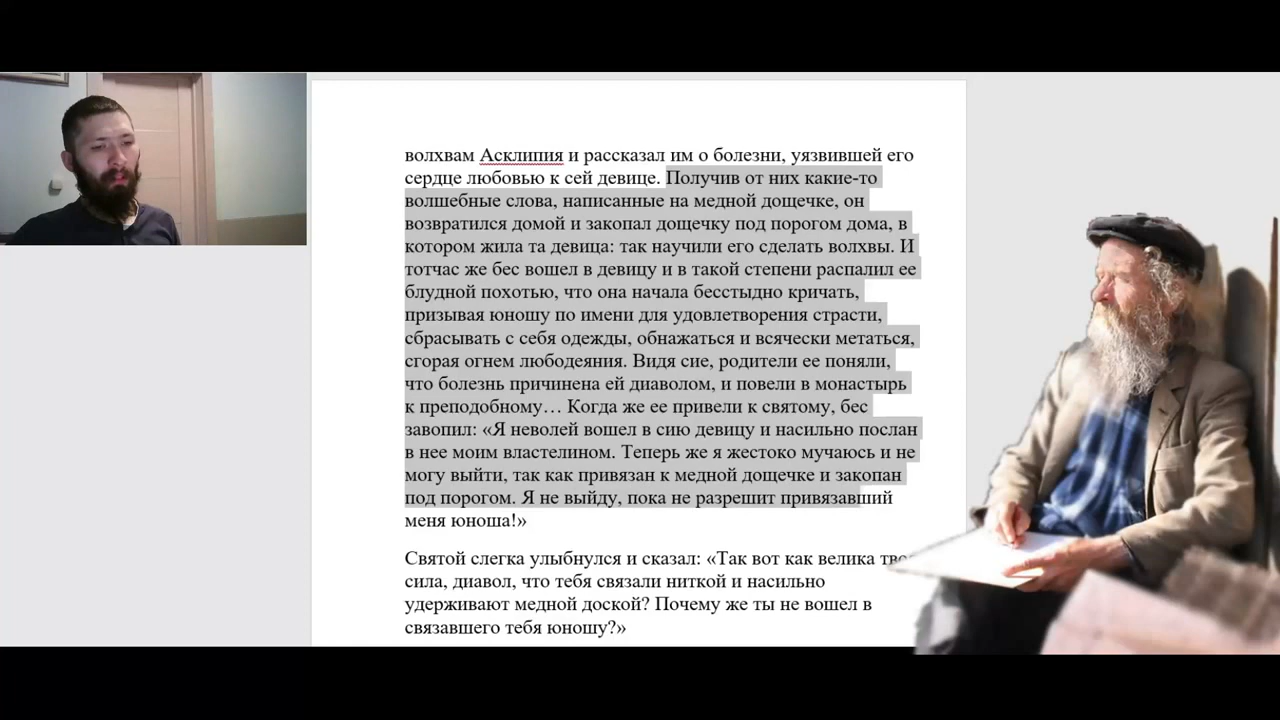 волхвам Асклипия и рассказал им о болезни, уязвившей его
сердце любовью к сей девице. Получив от них какие-то
волшебные слова, написанные на медной дощечке, он
возвратился домой и закопал дощечку под порогом дома, в
котором жила та девица: так научили его сделать волхвы. И
тотчас же бес вошел в девицу и в такой степени распалил ее
блудной похотью, что она начала бесстыдно кричать,
призывая юношу по имени для удовлетворения страсти,
сбрасывать с себя одежды, обнажаться и всячески метаться,
сгорая огнем любодеяния. Видя сие, родители ее поняли,
что болезнь причинена ей диаволом, и повели в монастырь
к преподобному… Когда же ее привели к святому, бес
завопил: «Я неволей вошел в сию девицу и насильно послан
в нее моим властелином. Теперь же я жестоко мучаюсь и не
могу выйти, так как привязан к медной дощечке и закопан
под порогом. Я не выйду, пока не разрешит привязавший
меня юноша!»
Святой слегка улыбнулся и сказал: «Так вот как велика
сила, диавол, что тебя связали ниткой и насильно
удерживают медной доской? Почему же ты не вошел в
связавшего тебя юношу?»